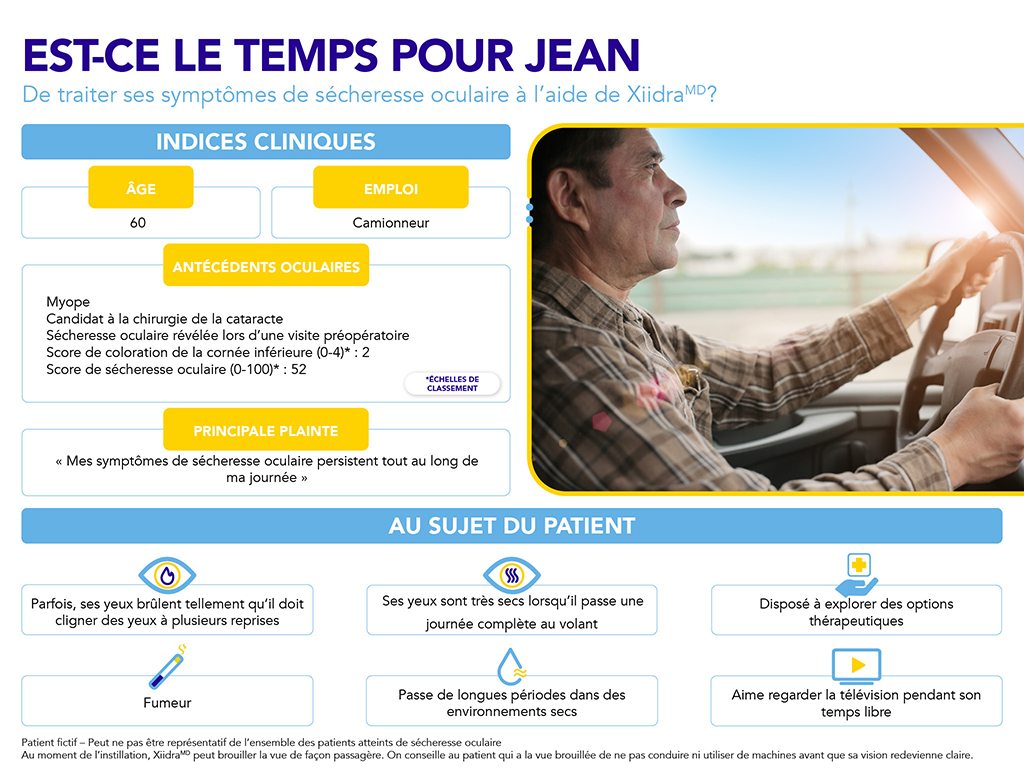 EST-CE LE TEMPS POUR JEAN
De traiter ses symptômes de sécheresse oculaire à l’aide de Xiidraᴹᴰ?
INDICES CLINIQUES
ÂGE
60
EMPLOI
Camionneur
ANTÉCÉDENTS OCULAIRES
Myope
Candidat à la chirurgie de la cataracte
Sécheresse oculaire révélée lors d’une visite préopératoire
Score de coloration de la cornée inférieure (0-4)* : 2
Score de sécheresse oculaire (0-100)* : 52
*ÉCHELLES DE
CLASSEMENT
PRINCIPALE PLAINTE
« Mes symptômes de sécheresse oculaire persistent tout au long de
ma journée »
AU SUJET DU PATIENT
Parfois, ses yeux brûlent tellement qu’il doit
cligner des yeux à plusieurs reprises
Ses yeux sont très secs lorsqu’il passe une
journée complète au volant
Disposé à explorer des options
thérapeutiques
Fumeur
Passe de longues périodes dans des
environnements secs
Aime regarder la télévision pendant son
temps libre
Patient fictif – Peut ne pas être représentatif de l’ensemble des patients atteints de sécheresse oculaire
Au moment de l’instillation, Xiidraᴹᴰ peut brouiller la vue de façon passagère. On conseille au patient qui a la vue brouillée de ne pas conduire ni utiliser de machines avant que sa vision redevienne claire.